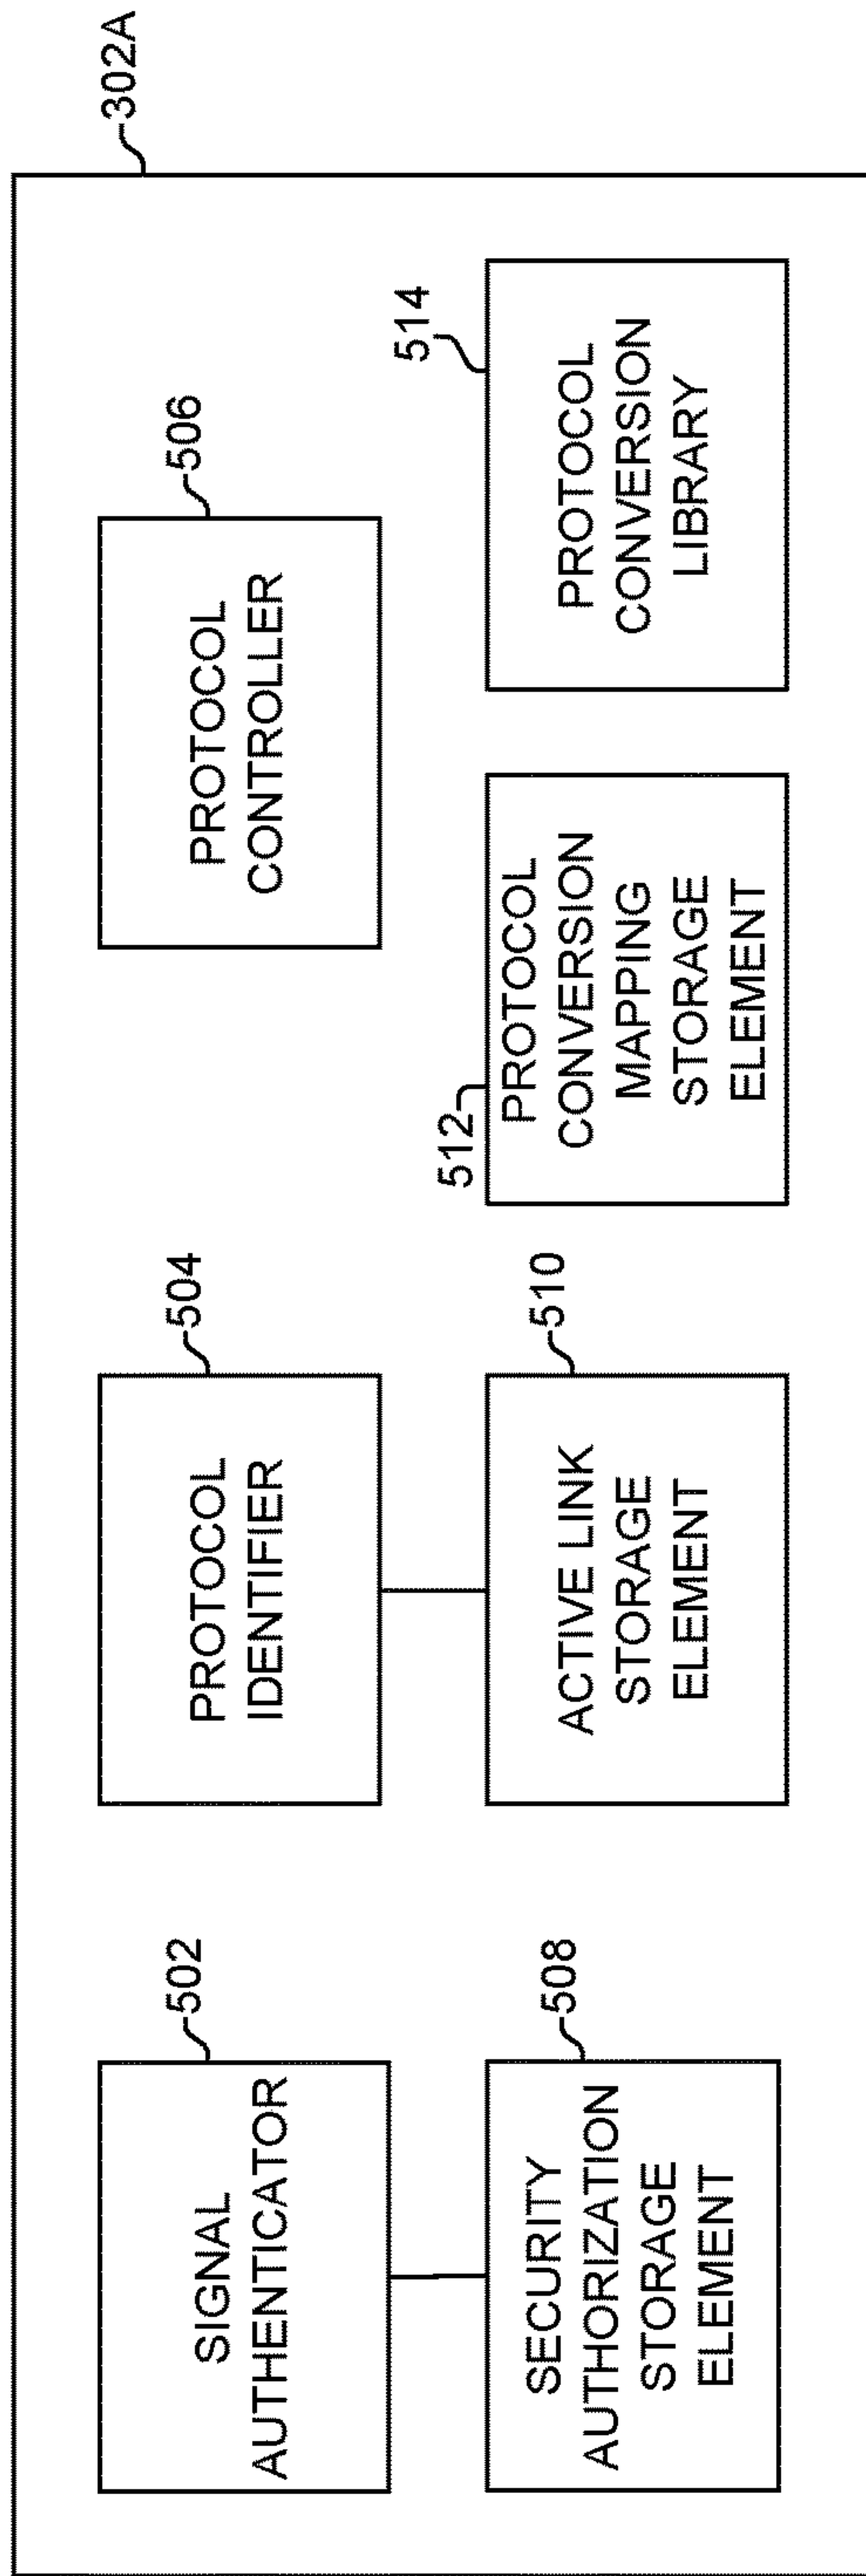 302A
502
SIGNAL
AUTHENTICATOR
504
PROTOCOL
IDENTIFIER
506
PROTOCOL
CONTROLLER
508
SECURITY
AUTHORIZATION
STORAGE
ELEMENT
510
ACTIVE LINK
STORAGE
ELEMENT
512
PROTOCOL
CONVERSION
MAPPING
STORAGE
ELEMENT
514
PROTOCOL
CONVERSION
LIBRARY